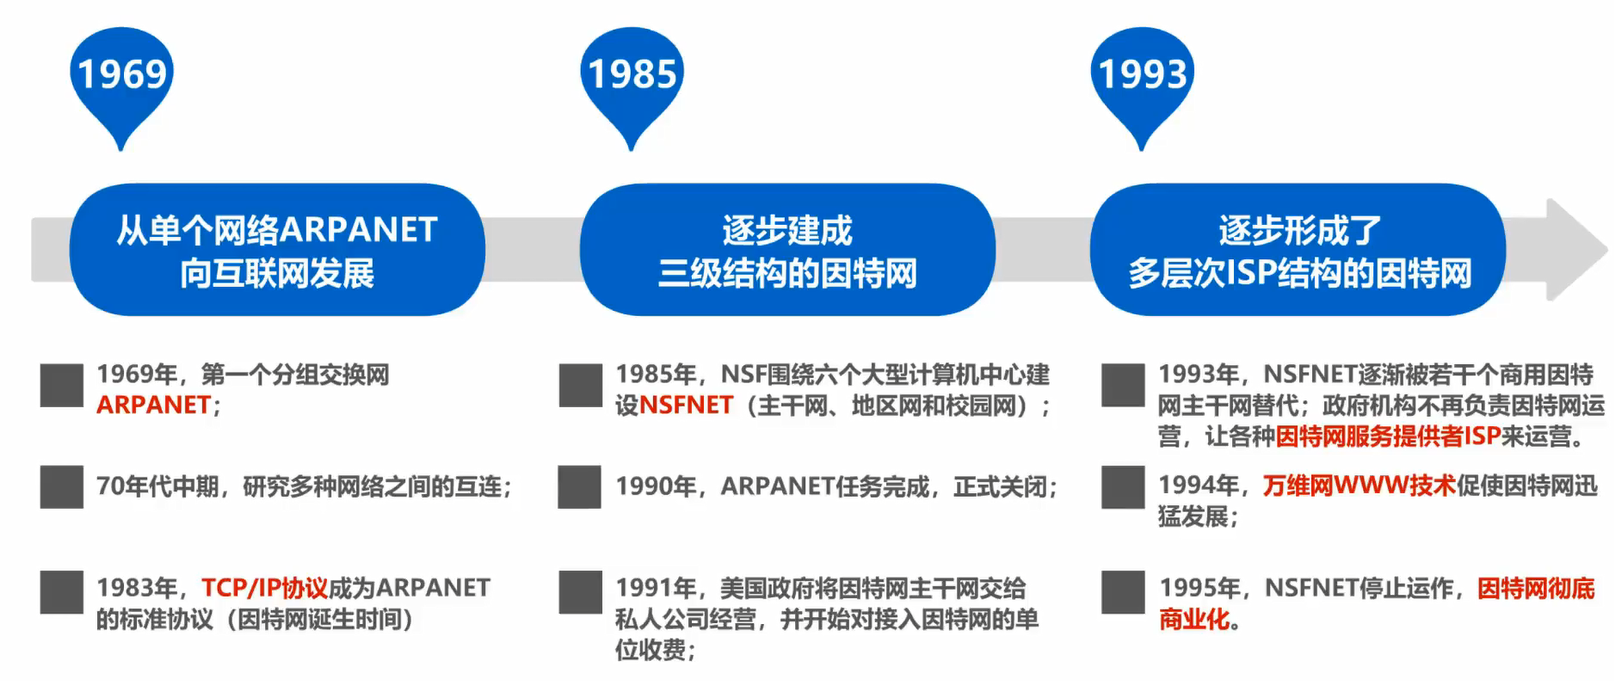 1969
1985
1993
从单个网络ARPANET
向互联网发展
逐步建成
三级结构的因特网
逐步形成了
多层次ISP结构的因特网
1969年，第一个分组交换网
ARPANET；
70年代中期，研究多种网络之间的互连；
1983年，TCP/IP协议成为ARPANET
的标准协议（因特网诞生时间）
1985年，NSF围绕六个大型计算机中心建
设NSFNET（主干网、地区网和校园网）；
1990年，ARPANET任务完成，正式关闭；
1991年，美国政府将因特网主干网交给
私人公司经营，并开始对接入因特网的单
位收费；
1993年，NSFNET逐渐被若干个商用因特
网主干网替代；政府机构不再负责因特网运
营，让各种因特网服务提供者ISP来运营。
1994年，万维网WWW技术促使因特网迅
猛发展；
1995年，NSFNET停止运作，因特网彻底
商业化。